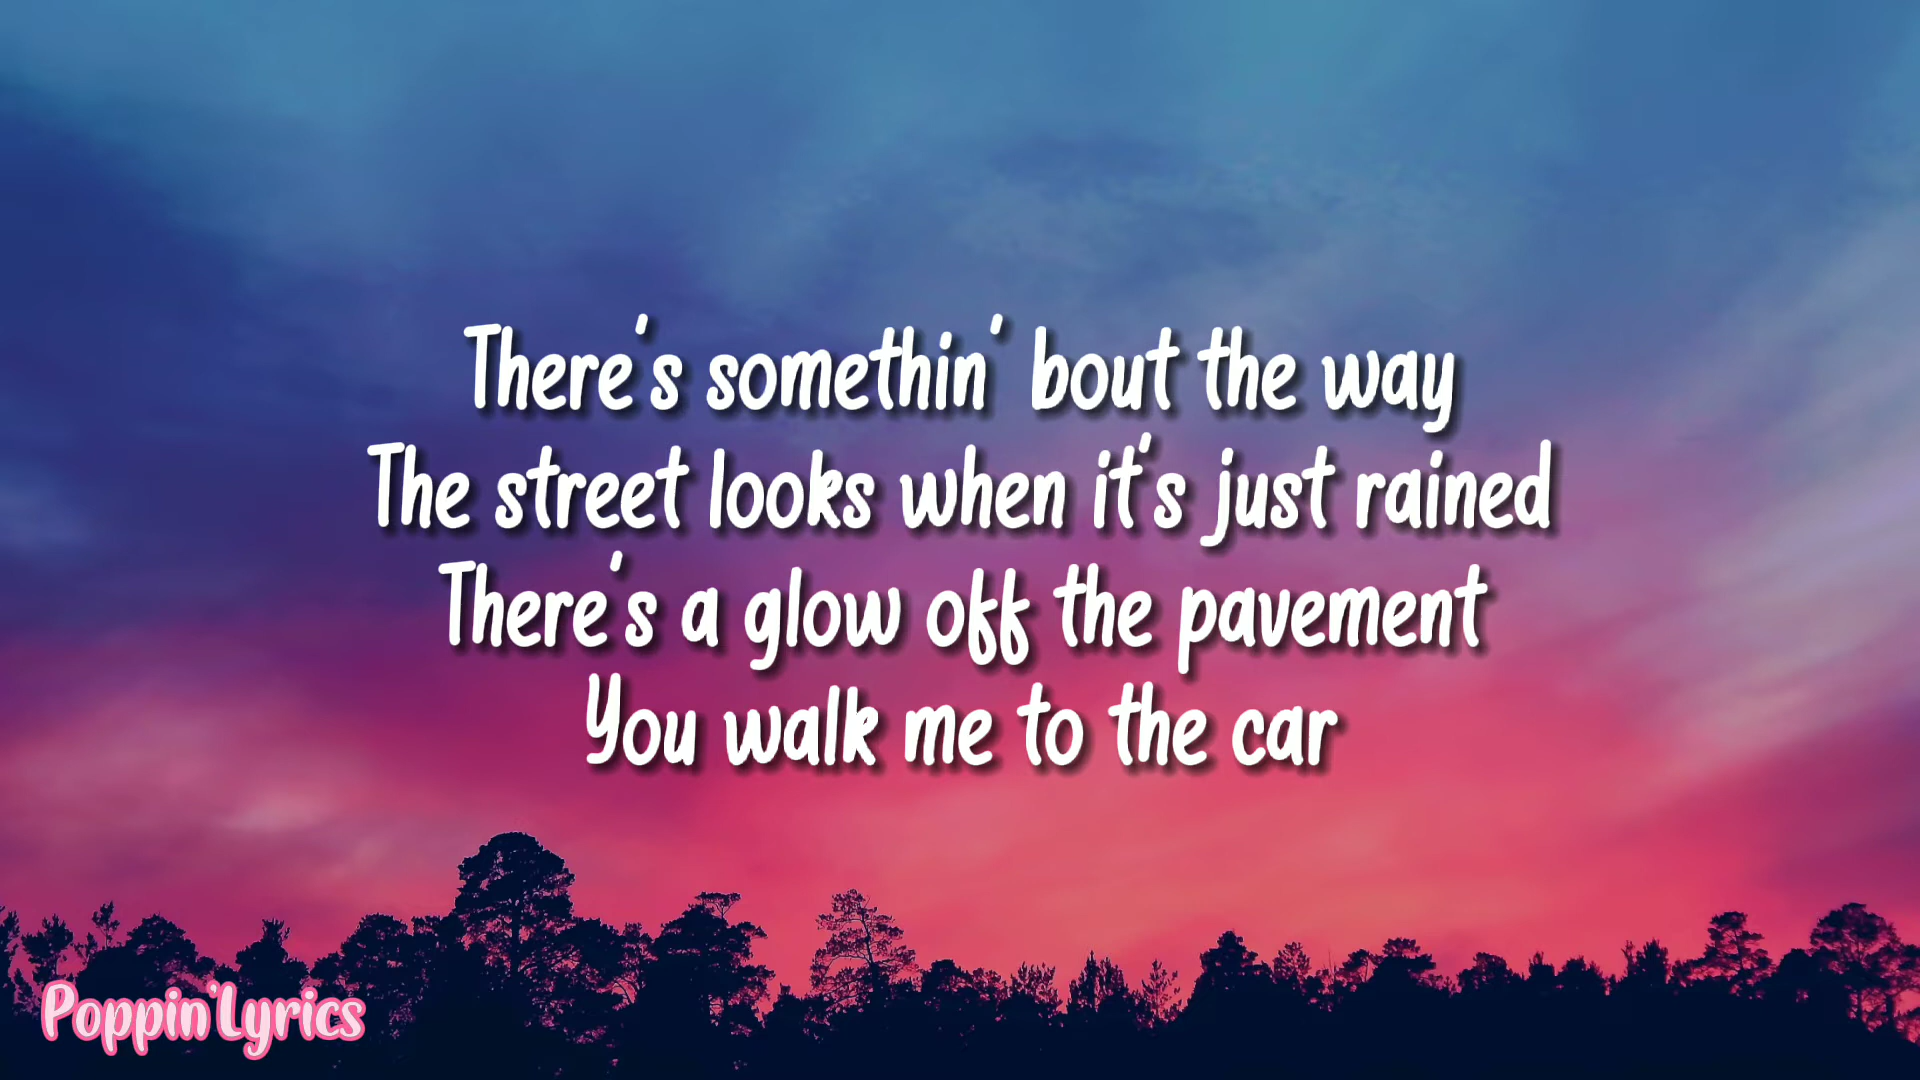 There's somethin' bout the way
The street looks when it's just rained
There's a glow off the pavement
You walk me to the car
Poppin'Lyrics